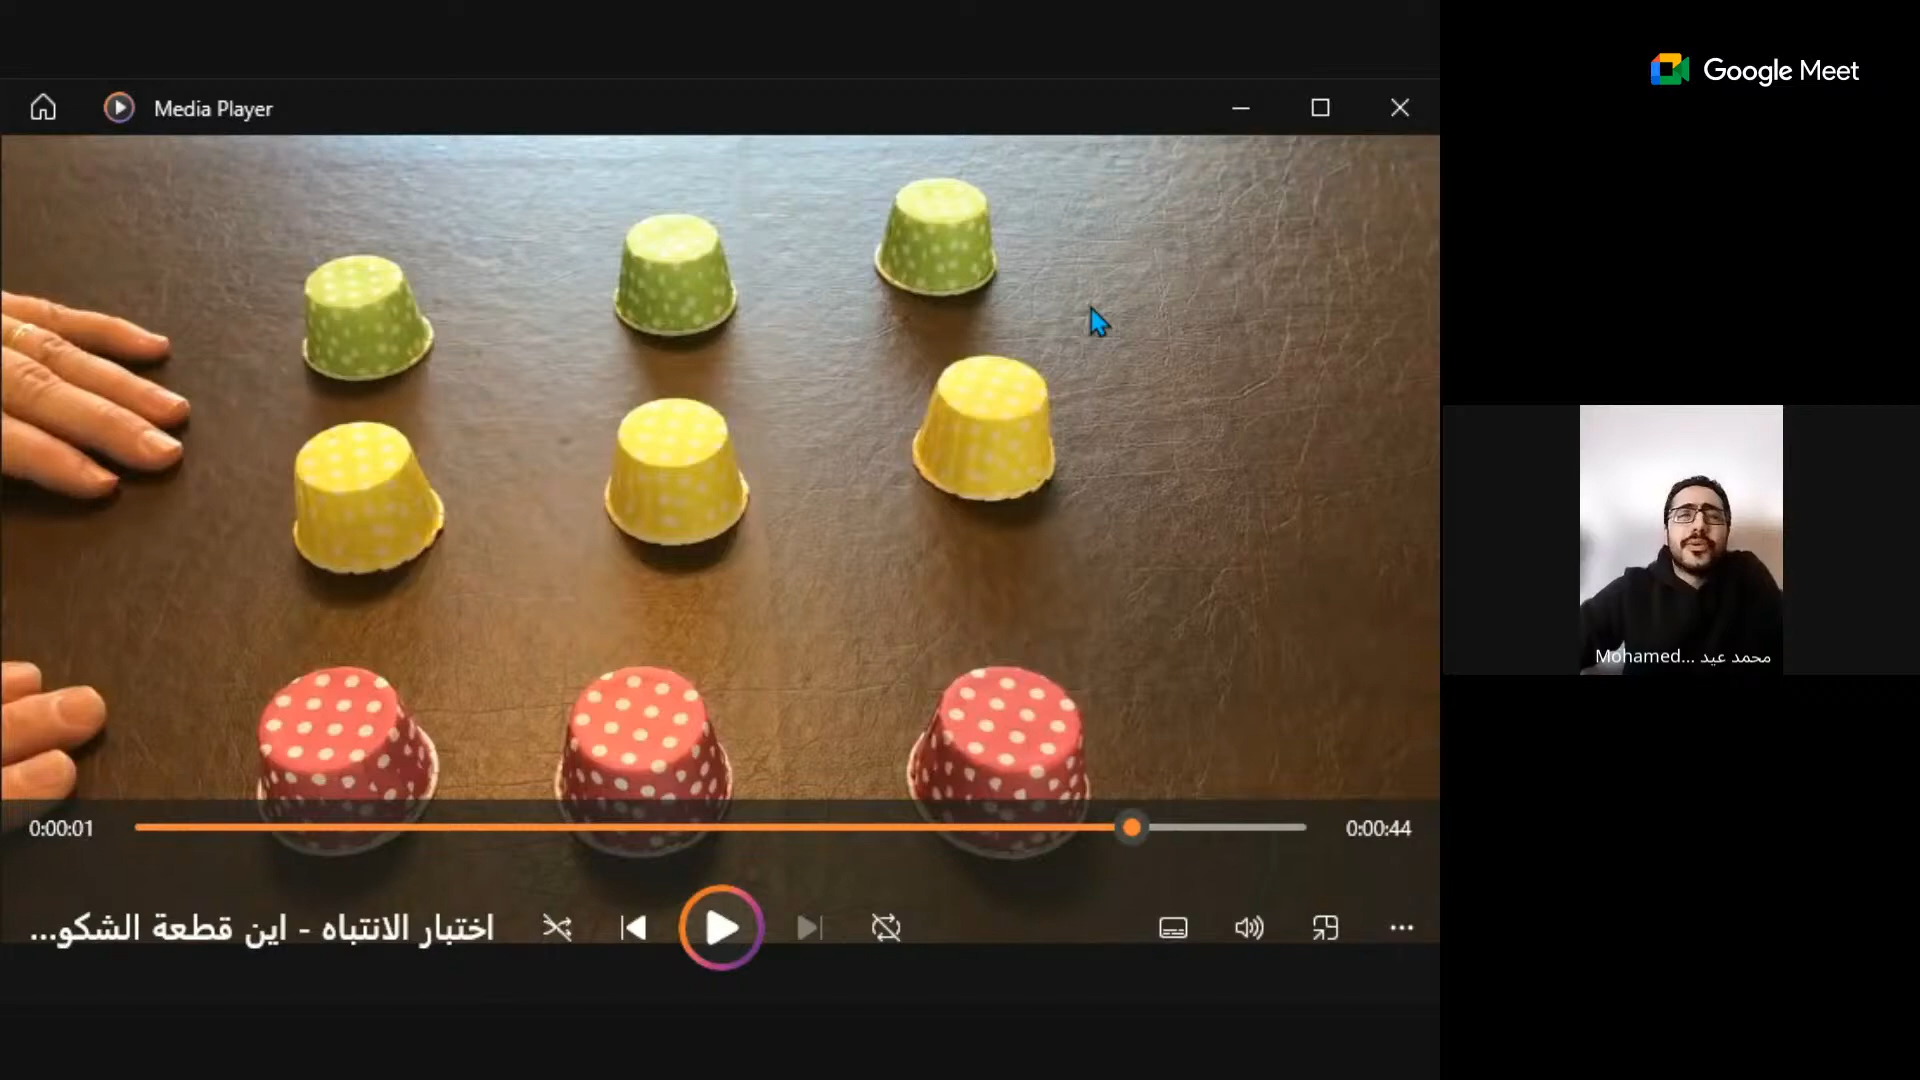 Google Meet
Media Player
0:00:01
0:00:44
اختبار الانتباه - اين قطعة الشكو...
Mohamed... محمد عيد